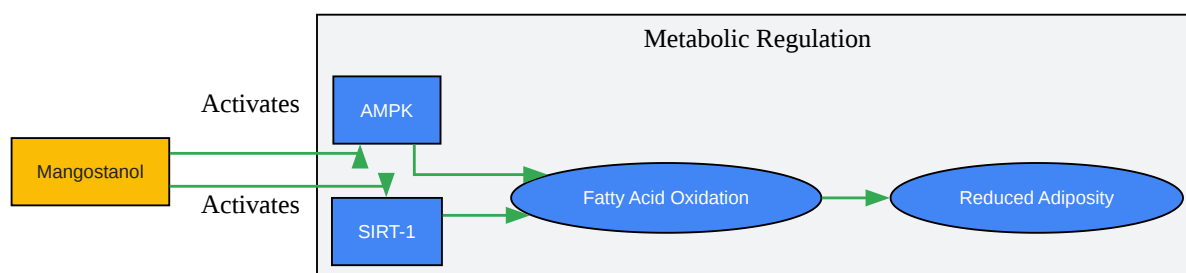 Metabolic Regulation
Activates
AMPK
Mangostanol
Activates
SIRT-1
Fatty Acid Oxidation
Reduced Adiposity